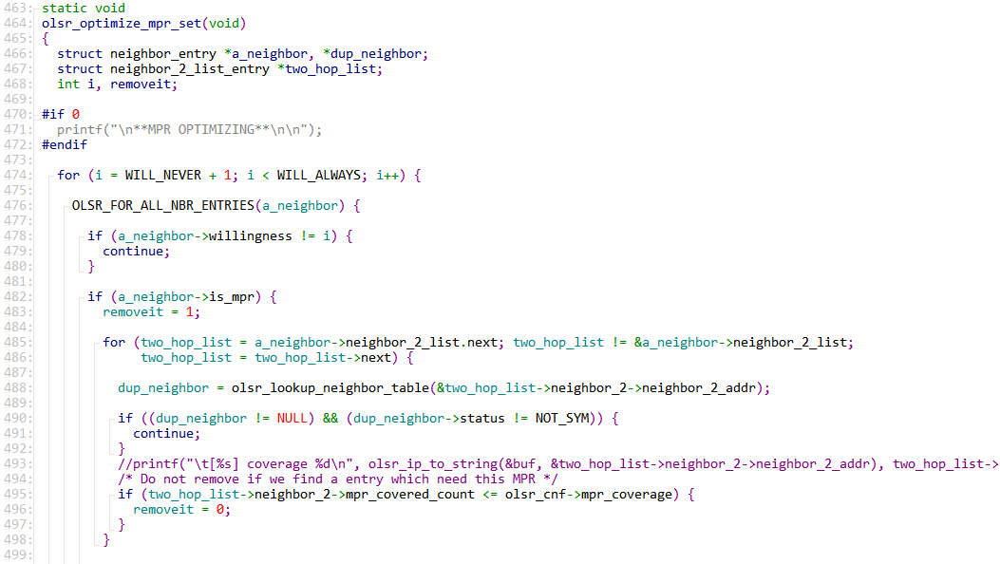 463: static void
464: olsr_optimize_mpr_set(void)
465: {
466:   struct neighbor_entry *a_neighbor, *dup_neighbor;
467:   struct neighbor_2_list_entry *two_hop_list;
468:   int i, removeit;
469:
470: #if 0
471:   printf("\n**MPR OPTIMIZING**\n\n");
472: #endif
473:
474:   for (i = WILL_NEVER + 1; i < WILL_ALWAYS; i++) {
475:
476:     OLSR_FOR_ALL_NBR_ENTRIES(a_neighbor) {
477:
478:       if (a_neighbor->willingness != i) {
479:         continue;
480:       }
481:
482:       if (a_neighbor->is_mpr) {
483:         removeit = 1;
484:
485:         for (two_hop_list = a_neighbor->neighbor_2_list.next; two_hop_list != &a_neighbor->neighbor_2_list;
486:              two_hop_list = two_hop_list->next) {
487:
488:           dup_neighbor = olsr_lookup_neighbor_table(&two_hop_list->neighbor_2->neighbor_2_addr);
489:
490:           if ((dup_neighbor != NULL) && (dup_neighbor->status != NOT_SYM)) {
491:             continue;
492:           }
493:           //printf("\t[%s] coverage %d\n", olsr_ip_to_string(&buf, &two_hop_list->neighbor_2->neighbor_2_addr), two_hop_list->
494:           /* Do not remove if we find a entry which need this MPR */
495:           if (two_hop_list->neighbor_2->mpr_covered_count <= olsr_cnf->mpr_coverage) {
496:             removeit = 0;
497:           }
498:         }
499: